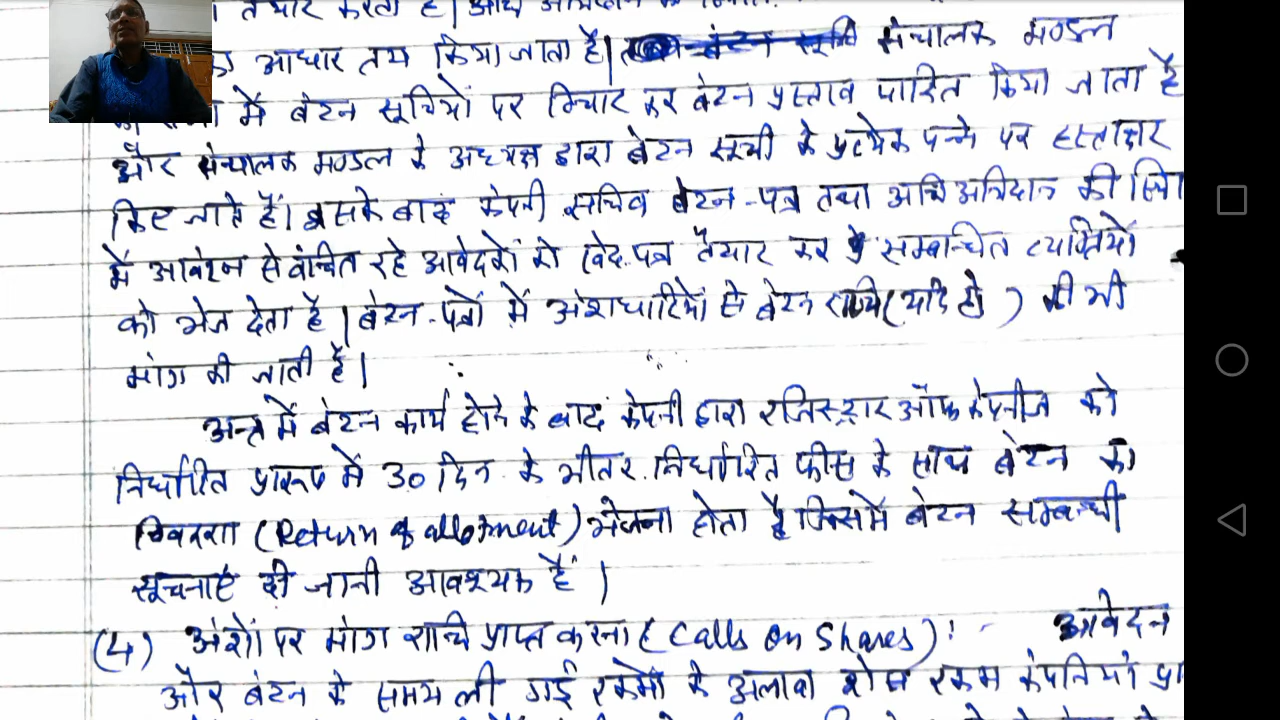 तैयार करता है।
आधार तय किया जाता है। संचालक मण्डल
में बंटन सूचियों पर विचार कर बंटन प्रस्ताव पारित किया जाता है
और संचालक मण्डल के अध्यक्ष द्वारा बंटन सूची के प्रत्येक पन्ने पर हस्ताक्षर
किए जाते हैं। इसके बाद कंपनी सचिव बंटन-पत्र तथा अधि अभिदान की
में आवंटन से वंचित रहे आवेदकों को खेद-पत्र तैयार कर सम्बन्धित व्यक्तियों
को भेज देता है। बंटन-पत्रों में अंशधारियों से बंटन राशि (यदि हो) की भी
मांग की जाती है।
अन्त में बंटन कार्य होने के बाद कंपनी द्वारा रजिस्ट्रार ऑफ कंपनीज को
निर्धारित प्रारूप में 30 दिन के भीतर निर्धारित फीस के साथ बंटन का
विवरण (Return of allotment) भेजना होता है जिसमें बंटन सम्बन्धी
सूचनाएं दी जानी आवश्यक हैं।
(4) अंशों पर मांग राशि प्राप्त करना (Calls on Shares): आवेदन
और बंटन के समय ली गई रकमों के अलावा शेष रकम कंपनियां